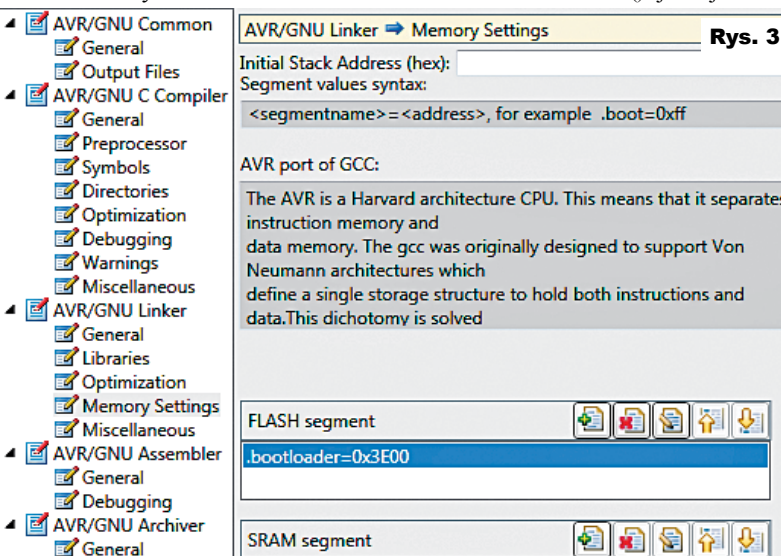 AVR/GNU Common
General
Output Files
AVR/GNU C Compiler
General
Preprocessor
Symbols
Directories
Optimization
Debugging
Warnings
Miscellaneous
AVR/GNU Linker
General
Libraries
Optimization
Memory Settings
Miscellaneous
AVR/GNU Assembler
General
Debugging
AVR/GNU Archiver
General
AVR/GNU Linker ➡ Memory Settings
Rys. 3
Initial Stack Address (hex):
Segment values syntax:
<segmentname>=<address>, for example .boot=0xff
AVR port of GCC:
The AVR is a Harvard architecture CPU. This means that it separates
instruction memory and
data memory. The gcc was originally designed to support Von
Neumann architectures which
define a single storage structure to hold both instructions and
data.This dichotomy is solved
FLASH segment
.bootloader=0x3E00
SRAM segment